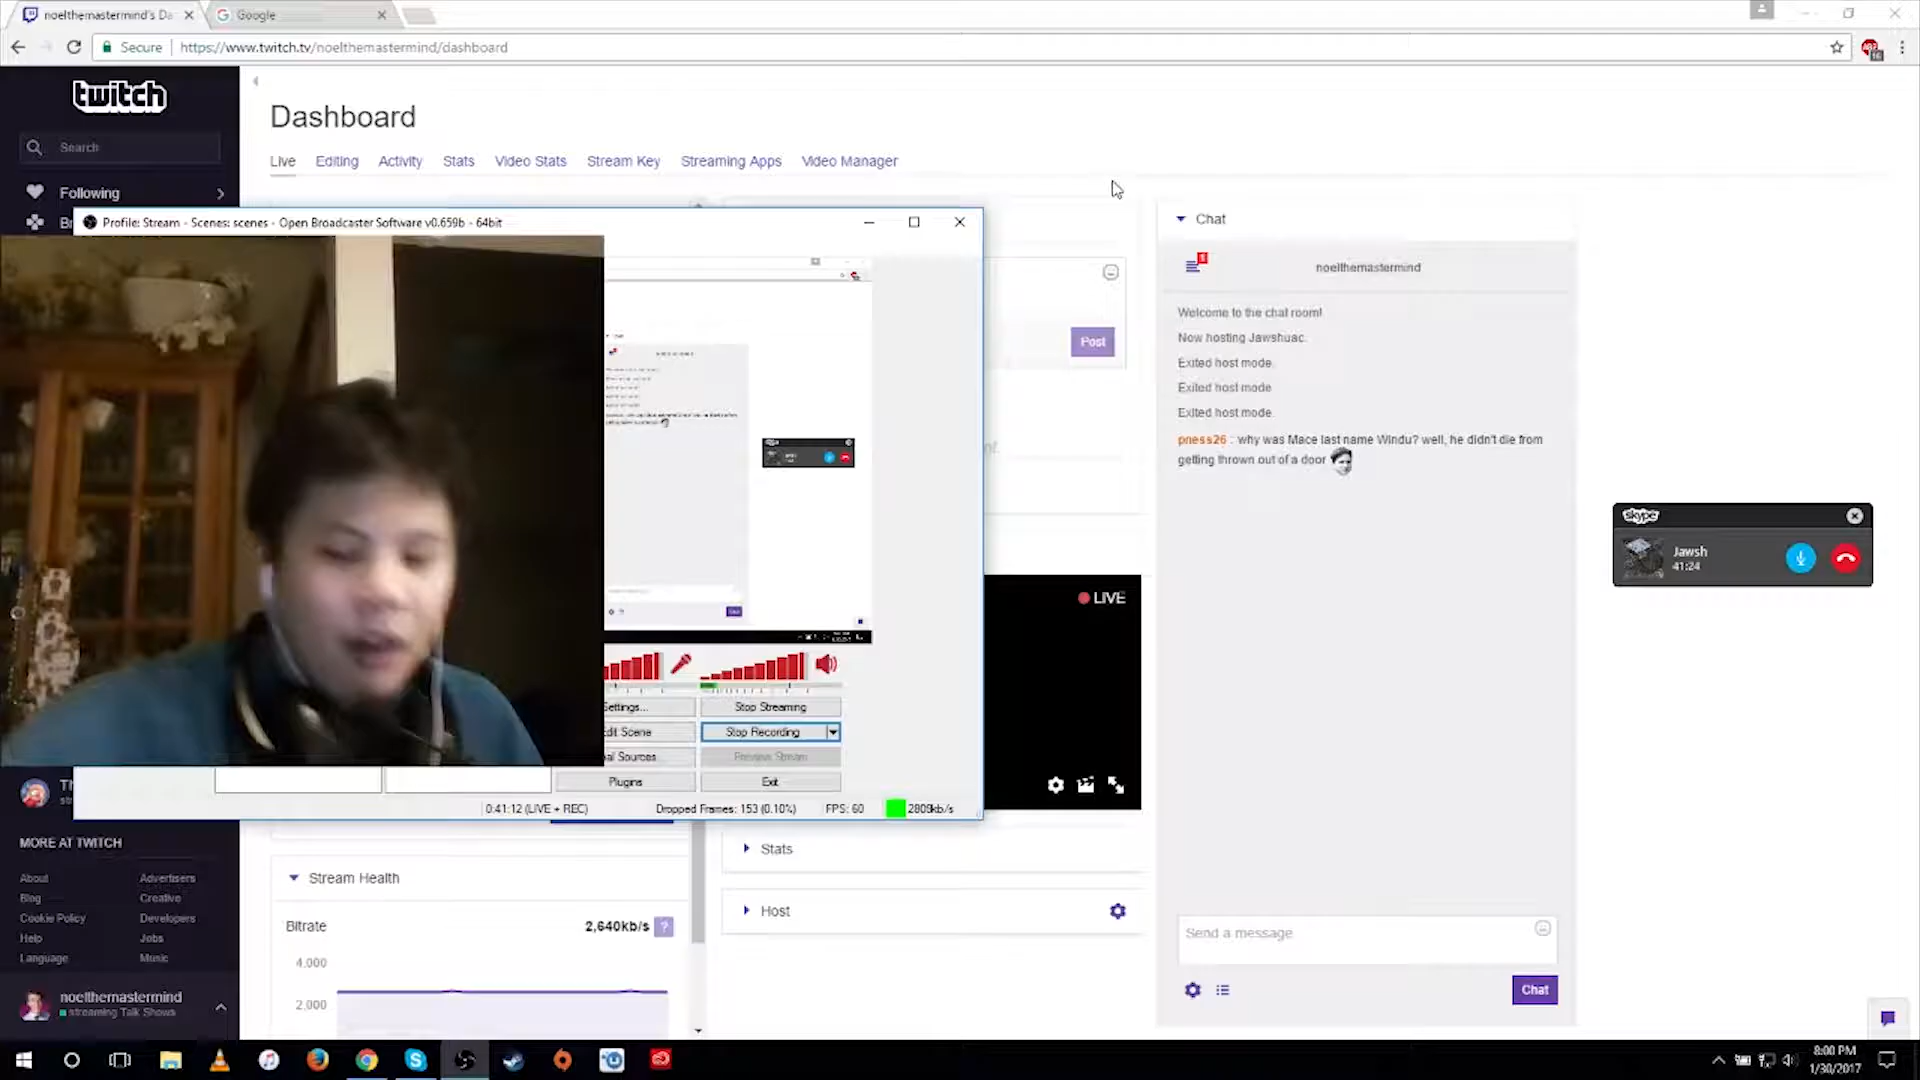 noelthemastermind's Da
Google
Secure
https://www.twitch.tv/noelthemastermind/dashboard
twitch
Search
Following
Br
Dashboard
Live Editing Activity Stats Video Stats Stream Key Streaming Apps Video Manager
Profile: Stream - Scenes: scenes - Open Broadcaster Software v0.659b - 64bit
Settings...
Stop Streaming
Edit Scene
Stop Recording
Preview Stream
Plugins
Exit
0:41:12 (LIVE + REC)
Dropped Frames: 153 (0.10%)
FPS: 60
2809kb/s
Post
LIVE
Stats
Host
Stream Health
Bitrate
2,640kb/s ?
4,000
2,000
MORE AT TWITCH
About Advertisers
Blog Creative
Cookie Policy Developers
Help Jobs
Language Music
noelthemastermind
streaming Talk Shows
Chat
noelthemastermind
Welcome to the chat room!
Now hosting Jawshuac.
Exited host mode.
Exited host mode
Exited host mode.
pness26 : why was Mace last name Windu? well, he didn't die from
getting thrown out of a door
Send a message
Chat
skype
Jawsh
41:24
8:00 PM
1/30/2017